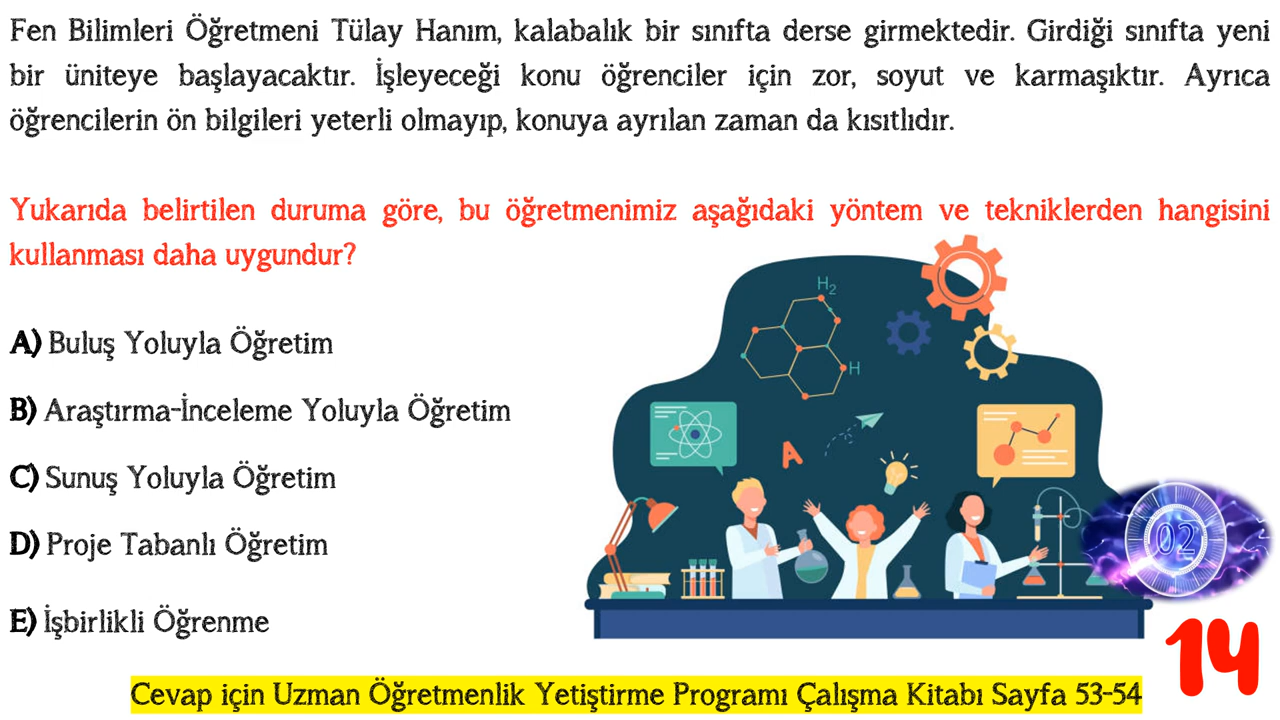 Fen Bilimleri Öğretmeni Tülay Hanım, kalabalık bir sınıfta derse girmektedir. Girdiği sınıfta yeni
bir üniteye başlayacaktır. İşleyeceği konu öğrenciler için zor, soyut ve karmaşıktır. Ayrıca
öğrencilerin ön bilgileri yeterli olmayıp, konuya ayrılan zaman da kısıtlıdır.
Yukarıda belirtilen duruma göre, bu öğretmenimiz aşağıdaki yöntem ve tekniklerden hangisini
kullanması daha uygundur?
A) Buluş Yoluyla Öğretim
B) Araştırma-İnceleme Yoluyla Öğretim
C) Sunuş Yoluyla Öğretim
D) Proje Tabanlı Öğretim
E) İşbirlikli Öğrenme
H2
H
A
02
14
Cevap için Uzman Öğretmenlik Yetiştirme Programı Çalışma Kitabı Sayfa 53-54